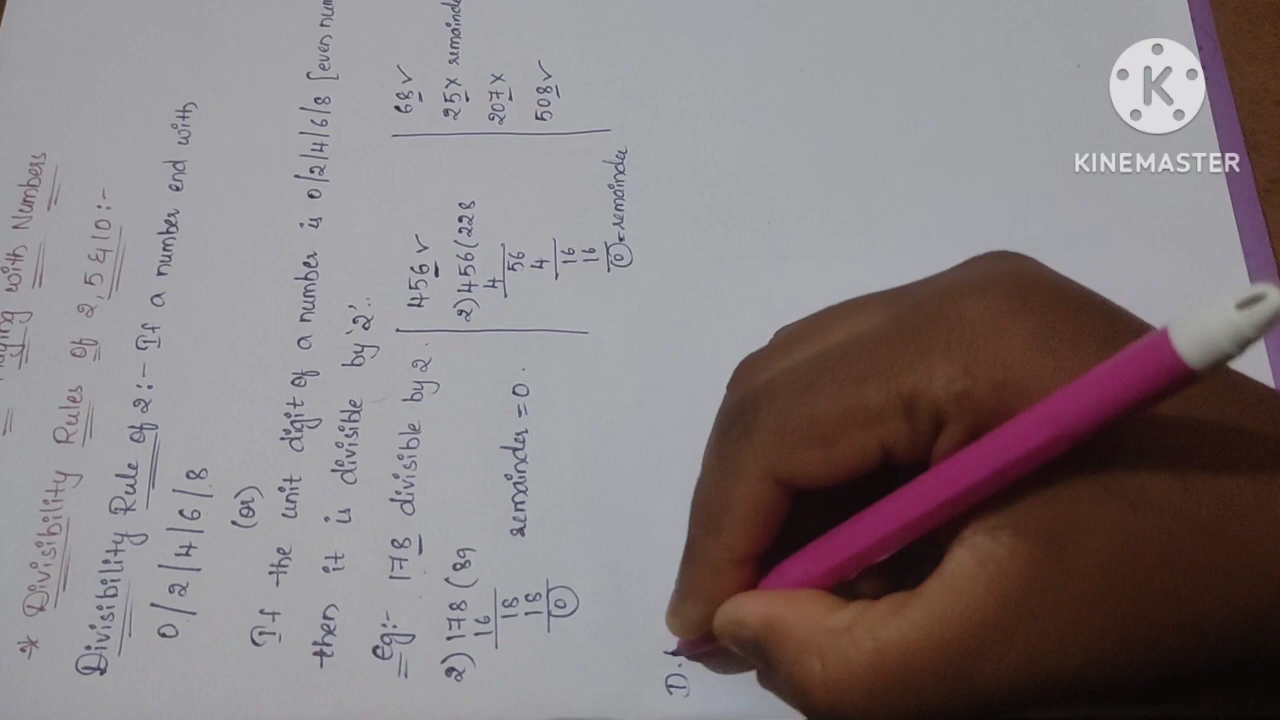 = Playing with Numbers
* Divisibility Rules of 2, 5 & 10 :-
Divisibility Rule of 2 :- If a number end with
0/2/4/6/8
(or)
If the unit digit of a number is 0/2/4/6/8 [even num
then it is divisible by '2'.
Eg:- 178 divisible by 2.
2) 178 (89
16
18
18
0
remainder = 0.
456 ✓
2) 456 (228
4
56
4
16
16
0 = remainder
68 ✓
25 x remainde
207 x
508 ✓
D.
KINEMASTER